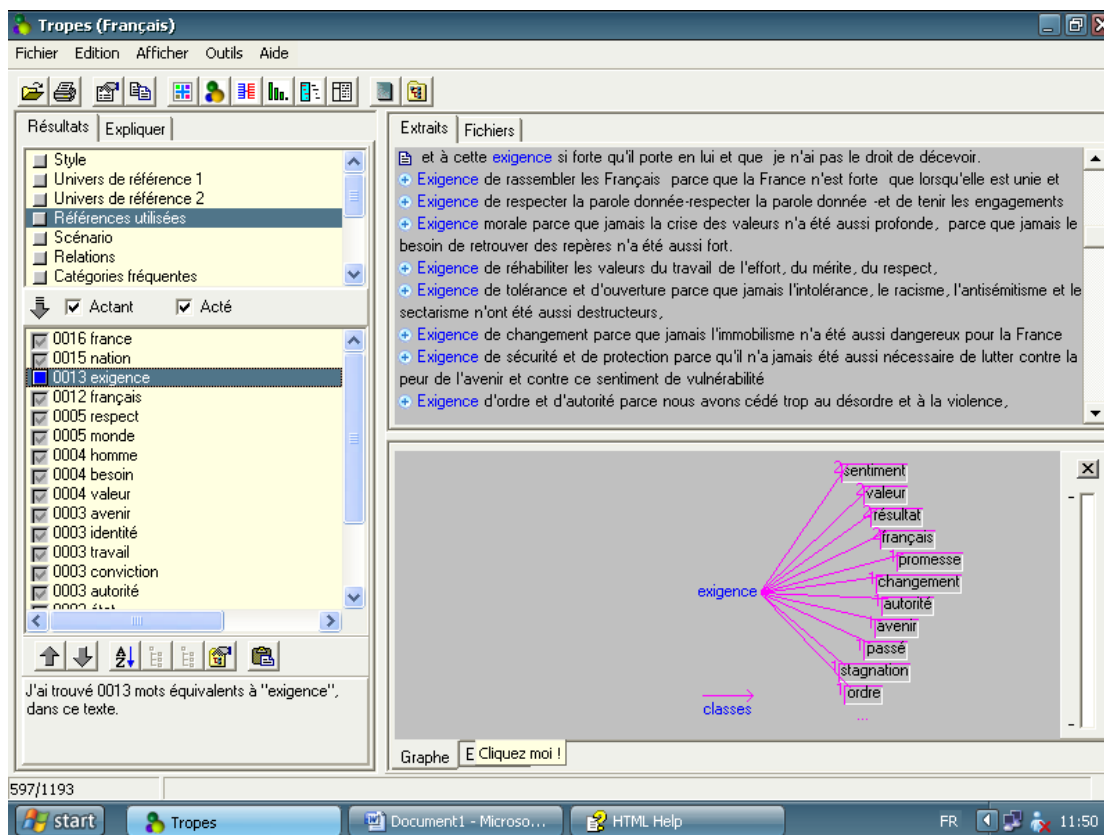 Tropes (Français)
Fichier Edition Afficher Outils Aide
Résultats Expliquer
Style
Univers de référence 1
Univers de référence 2
Références utilisées
Scénario
Relations
Catégories fréquentes
Actant Acté
0016 france
0015 nation
0013 exigence
0012 français
0005 respect
0005 monde
0004 homme
0004 besoin
0004 valeur
0003 avenir
0003 identité
0003 travail
0003 conviction
0003 autorité
J'ai trouvé 0013 mots équivalents à "exigence",
dans ce texte.
Extraits Fichiers
et à cette exigence si forte qu'il porte en lui et que je n'ai pas le droit de décevoir.
Exigence de rassembler les Français parce que la France n'est forte que lorsqu'elle est unie et
Exigence de respecter la parole donnée-respecter la parole donnée -et de tenir les engagements
Exigence morale parce que jamais la crise des valeurs n'a été aussi profonde, parce que jamais le
besoin de retrouver des repères n'a été aussi fort.
Exigence de réhabiliter les valeurs du travail de l'effort, du mérite, du respect,
Exigence de tolérance et d'ouverture parce que jamais l'intolérance, le racisme, l'antisémitisme et le
sectarisme n'ont été aussi destructeurs,
Exigence de changement parce que jamais l'immobilisme n'a été aussi dangereux pour la France
Exigence de sécurité et de protection parce qu'il n'a jamais été aussi nécessaire de lutter contre la
peur de l'avenir et contre ce sentiment de vulnérabilité
Exigence d'ordre et d'autorité parce nous avons cédé trop au désordre et à la violence,
2 sentiment
2 valeur
2 résultat
2 français
1 promesse
1 changement
exigence
1 autorité
1 avenir
1 passé
1 stagnation
1 ordre
classes
...
Graphe E Cliquez moi !
597/1193
start Tropes Document1 - Microso... HTML Help FR 11:50